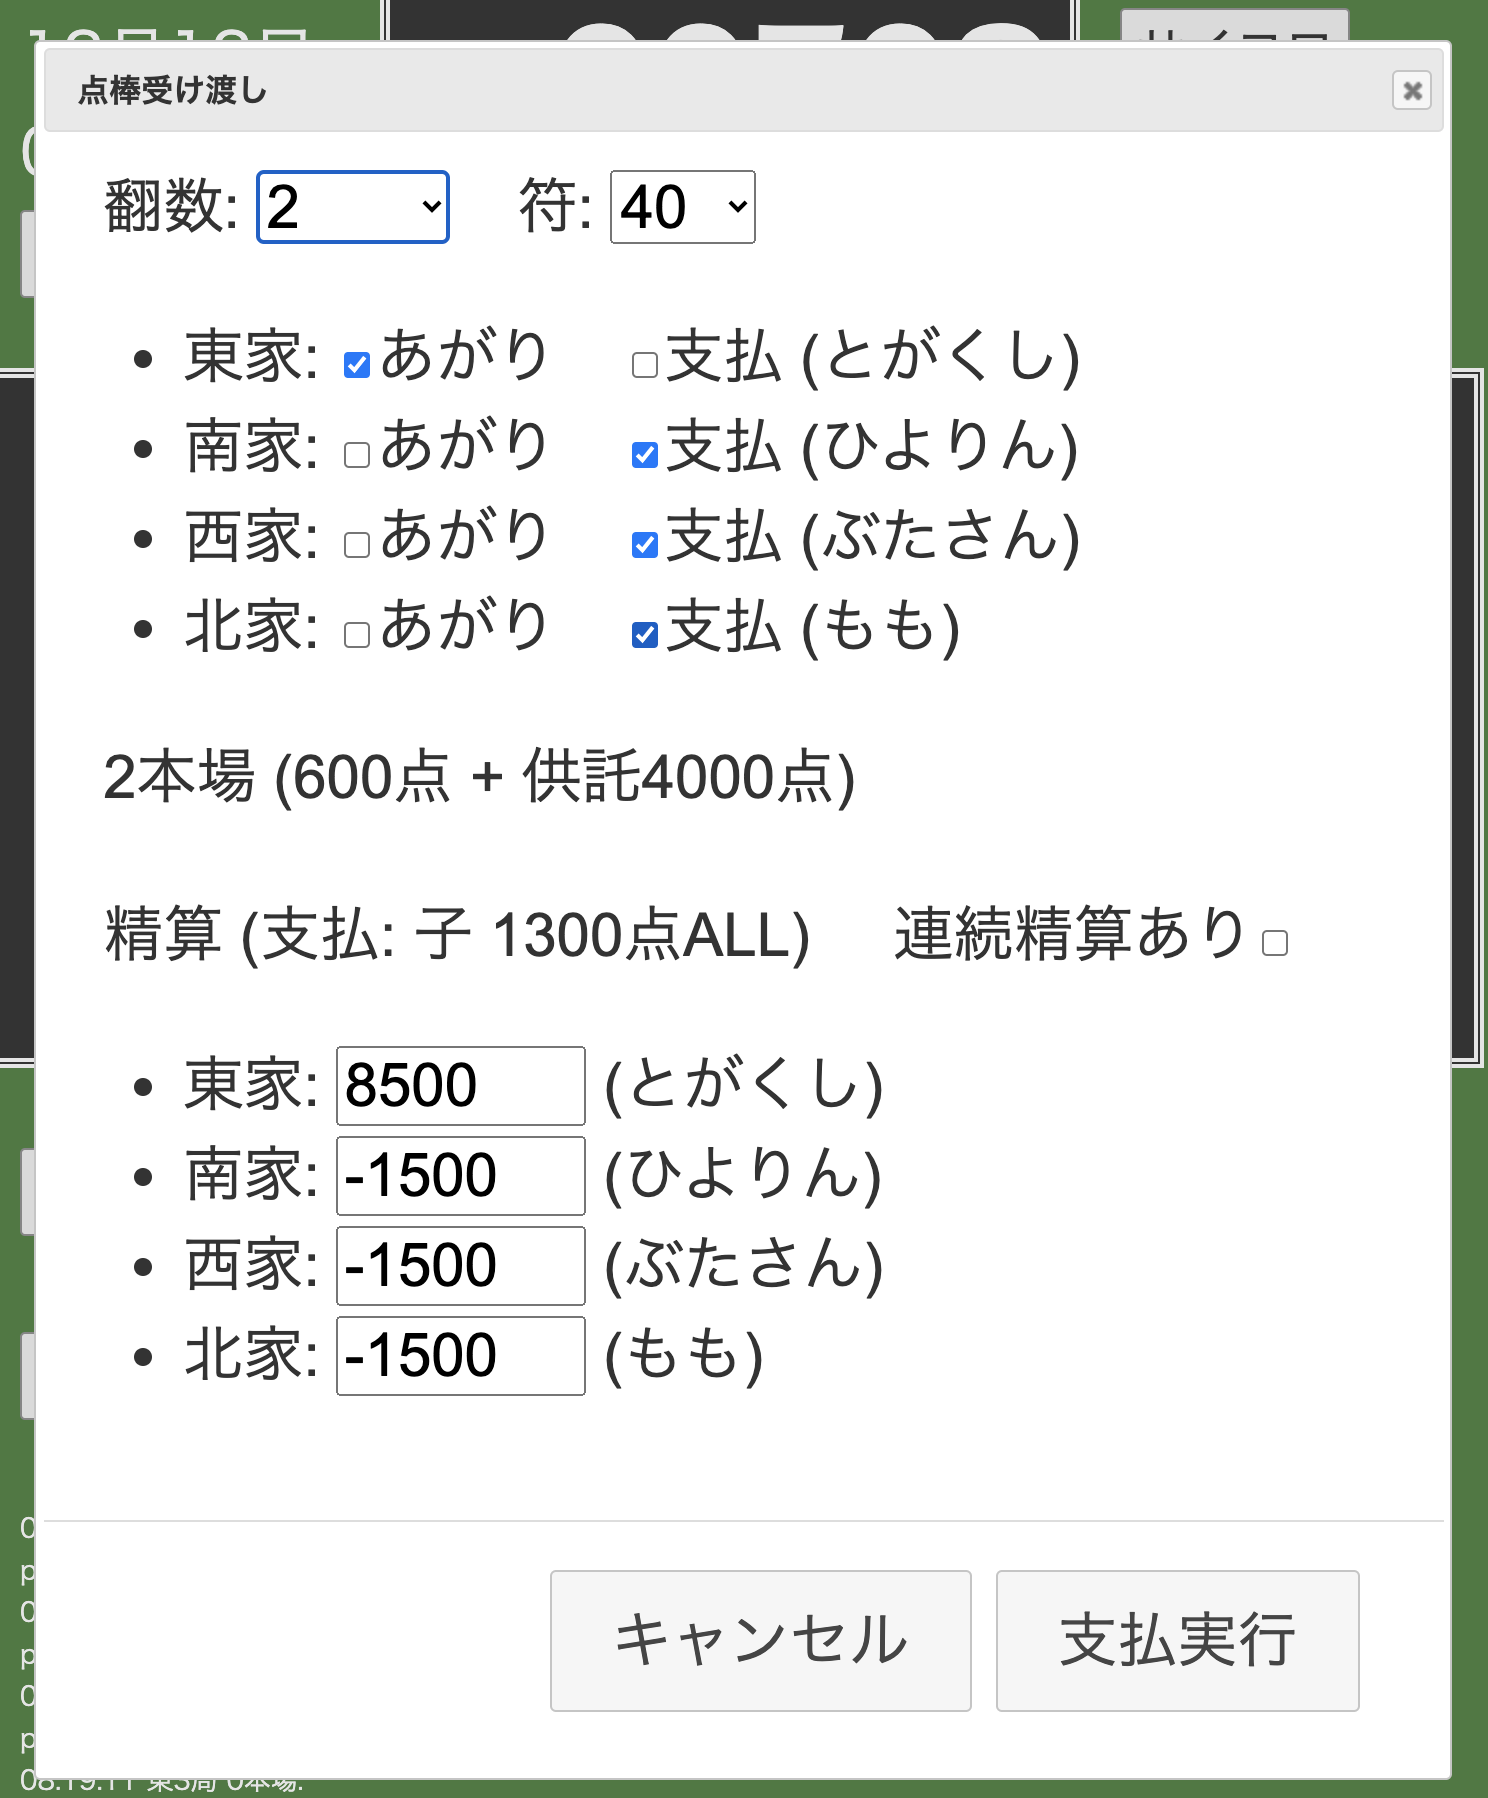 点棒受け渡し
翻数: 2 符: 40
東家: あがり 支払 (とがくし)
南家: あがり 支払 (ひよりん)
西家: あがり 支払 (ぶたさん)
北家: あがり 支払 (もも)
2本場 (600点 + 供託4000点)
精算 (支払: 子 1300点ALL) 連続精算あり
東家: 8500 (とがくし)
南家: -1500 (ひよりん)
西家: -1500 (ぶたさん)
北家: -1500 (もも)
キャンセル 支払実行